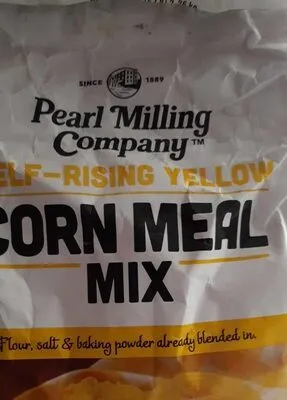 SINCE 1889
Pearl Milling
Company™
ELF-RISING YELLOW
CORN MEAL
MIX
Flour, salt & baking powder already blended in.